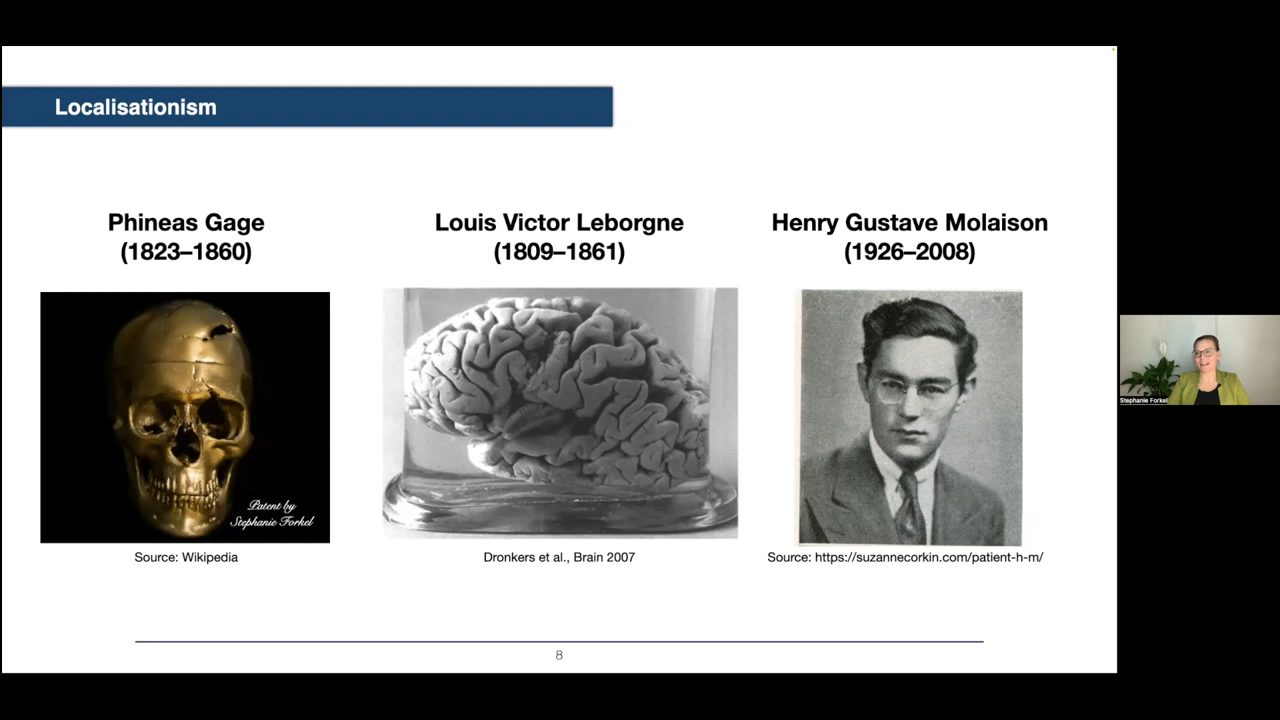 Localisationism
Phineas Gage
(1823–1860)
Louis Victor Leborgne
(1809–1861)
Henry Gustave Molaison
(1926–2008)
Patent by
Stephanie Forkel
Source: Wikipedia
Dronkers et al., Brain 2007
Source: https://suzannecorkin.com/patient-h-m/
8
Stephanie Forkel